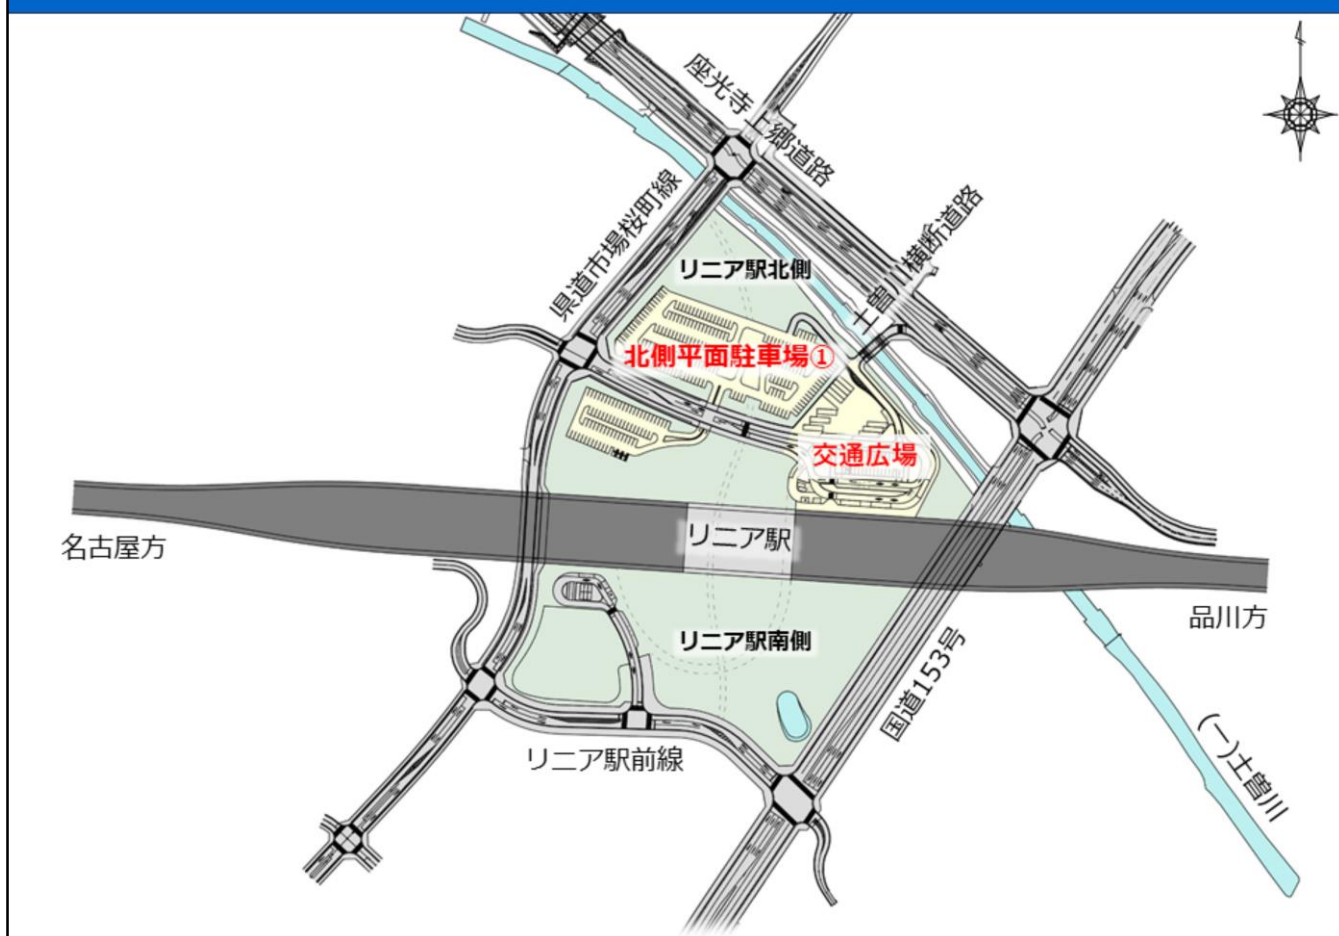 座光寺上郷道路
県道市場桜町線
土曽川横断道路
リニア駅北側
北側平面駐車場①
交通広場
リニア駅
名古屋方
品川方
リニア駅南側
国道153号
リニア駅前線
(一)土曽川